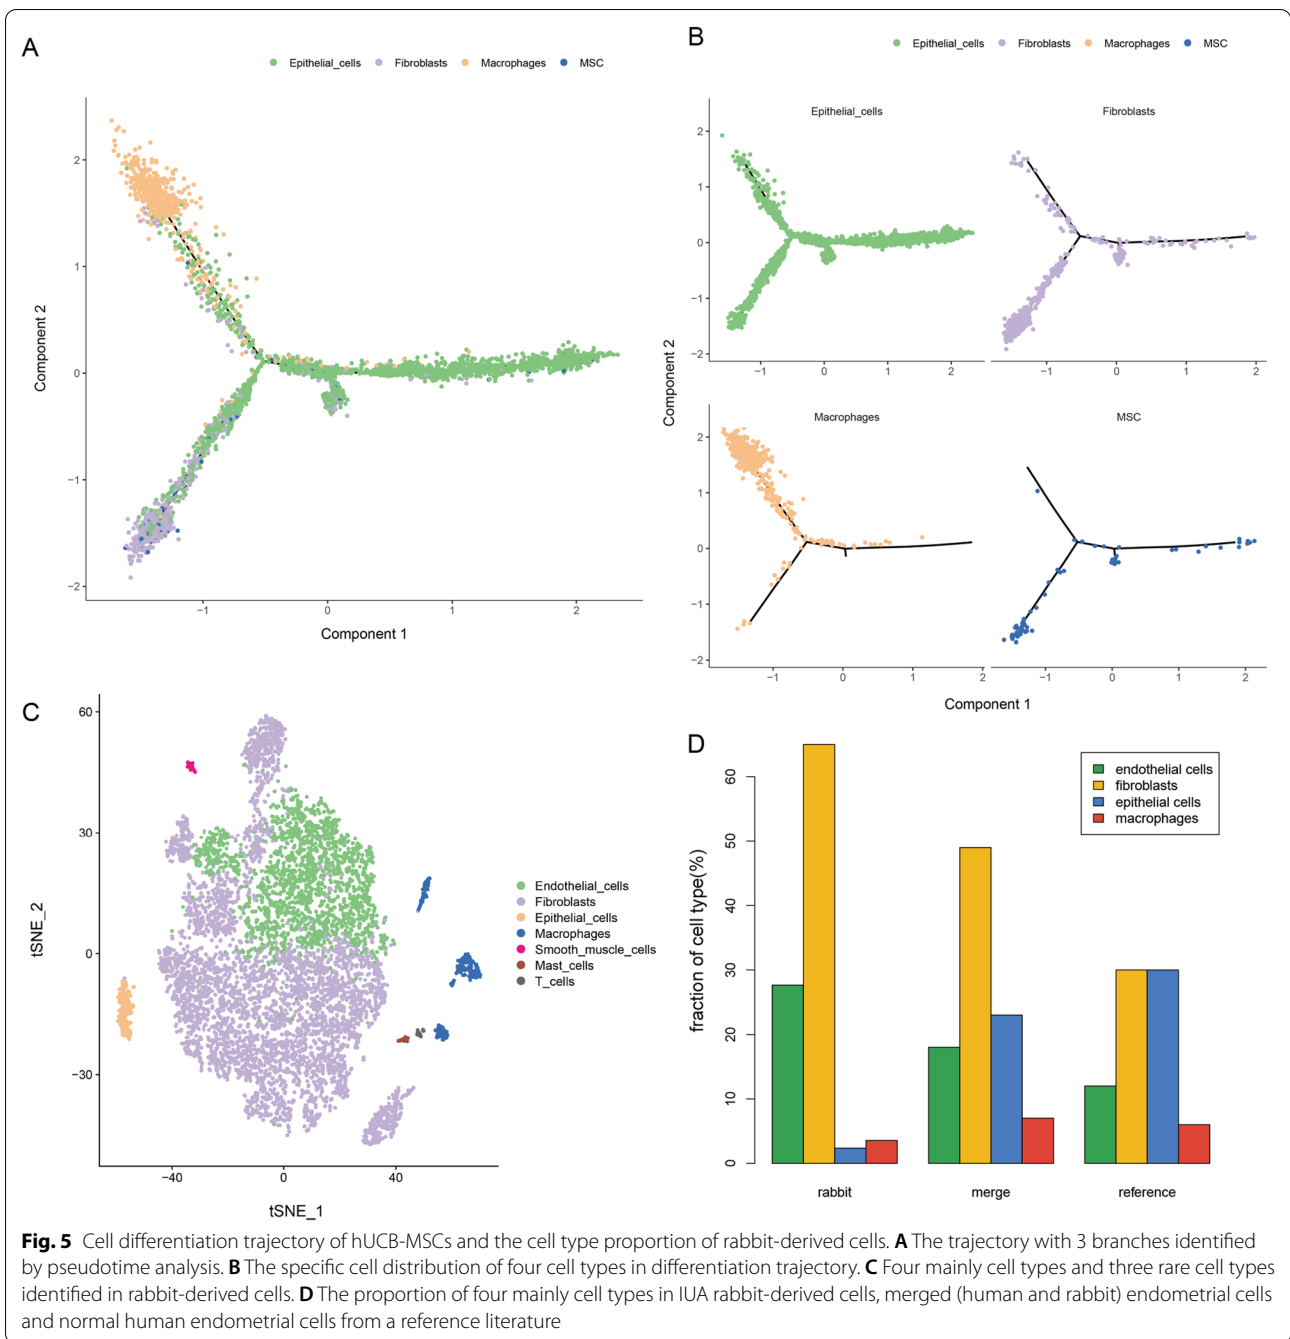 A
Epithelial_cells Fibroblasts Macrophages MSC
Component 2
2
1
0
−1
−2
−1 0 1 2
Component 1
B
Epithelial_cells Fibroblasts Macrophages MSC
Epithelial_cells Fibroblasts
2
1
0
−1
−2
−1 0 1 2 −1 0 1 2
Component 2
Macrophages MSC
2
1
0
−1
−2
−1 0 1 2 −1 0 1 2
Component 1
C
60
30
0
−30
tSNE_2
−40 0 40
tSNE_1
Endothelial_cells
Fibroblasts
Epithelial_cells
Macrophages
Smooth_muscle_cells
Mast_cells
T_cells
D
fraction of cell type(%)
60
50
40
30
20
10
0
endothelial cells
fibroblasts
epithelial cells
macrophages
rabbit merge reference
Fig. 5 Cell differentiation trajectory of hUCB-MSCs and the cell type proportion of rabbit-derived cells. A The trajectory with 3 branches identified
by pseudotime analysis. B The specific cell distribution of four cell types in differentiation trajectory. C Four mainly cell types and three rare cell types
identified in rabbit-derived cells. D The proportion of four mainly cell types in IUA rabbit-derived cells, merged (human and rabbit) endometrial cells
and normal human endometrial cells from a reference literature